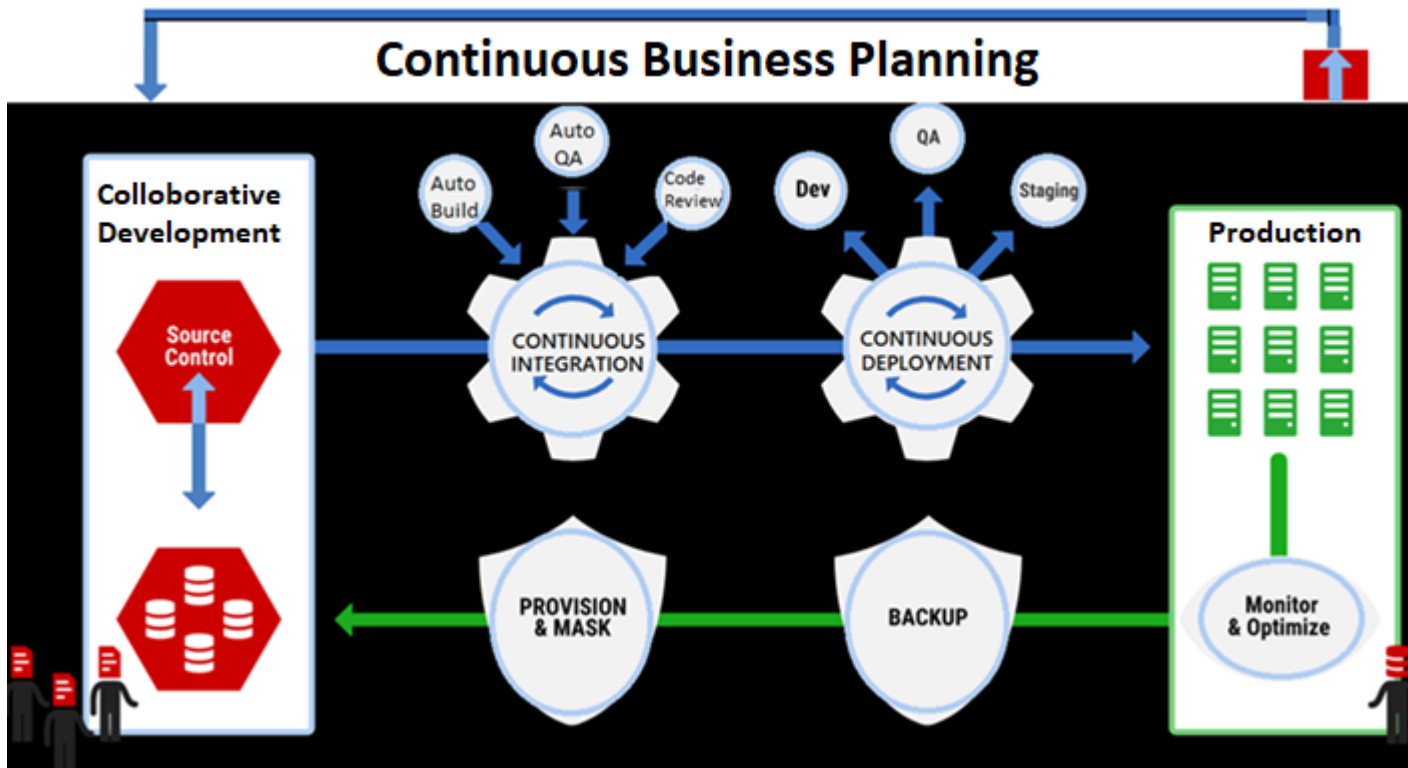 Continuous Business Planning
Colloborative
Development
Source
Control
Auto
Build
Auto
QA
Code
Review
CONTINUOUS
INTEGRATION
Dev
QA
Staging
CONTINUOUS
DEPLOYMENT
Production
PROVISION
& MASK
BACKUP
Monitor
& Optimize